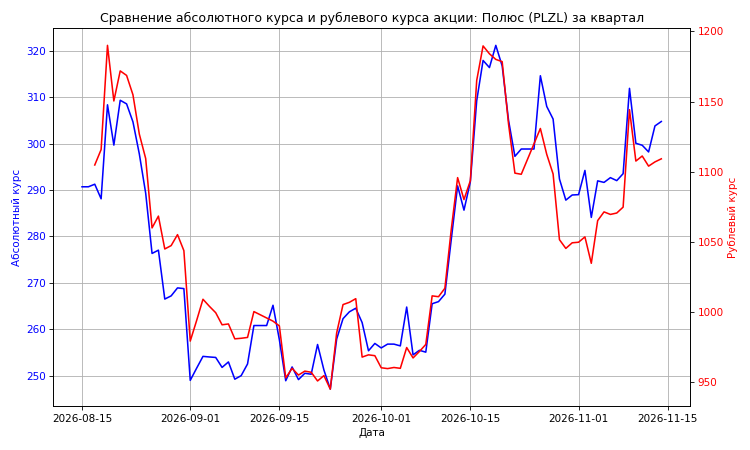 Сравнение абсолютного курса и рублевого курса акции: Полюс (PLZL) за квартал
Абсолютный курс
320
310
300
290
280
270
260
250
1200
1150
1100
1050
1000
950
Рублевый курс
2026-08-15 2026-09-01 2026-09-15 2026-10-01 2026-10-15 2026-11-01 2026-11-15
Дата